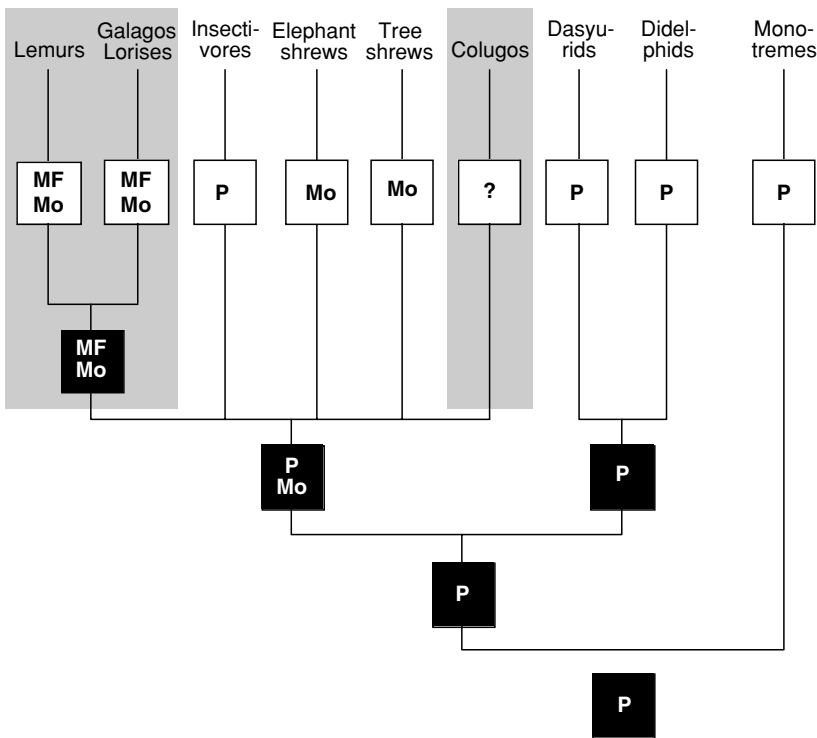 Lemurs
Galagos
Lorises
Insecti-
vores
Elephant
shrews
Tree
shrews
Colugos
Dasyu-
rids
Didel-
phids
Mono-
tremes
MF
Mo
MF
Mo
P
Mo
Mo
?
P
P
P
MF
Mo
P
Mo
P
P
P